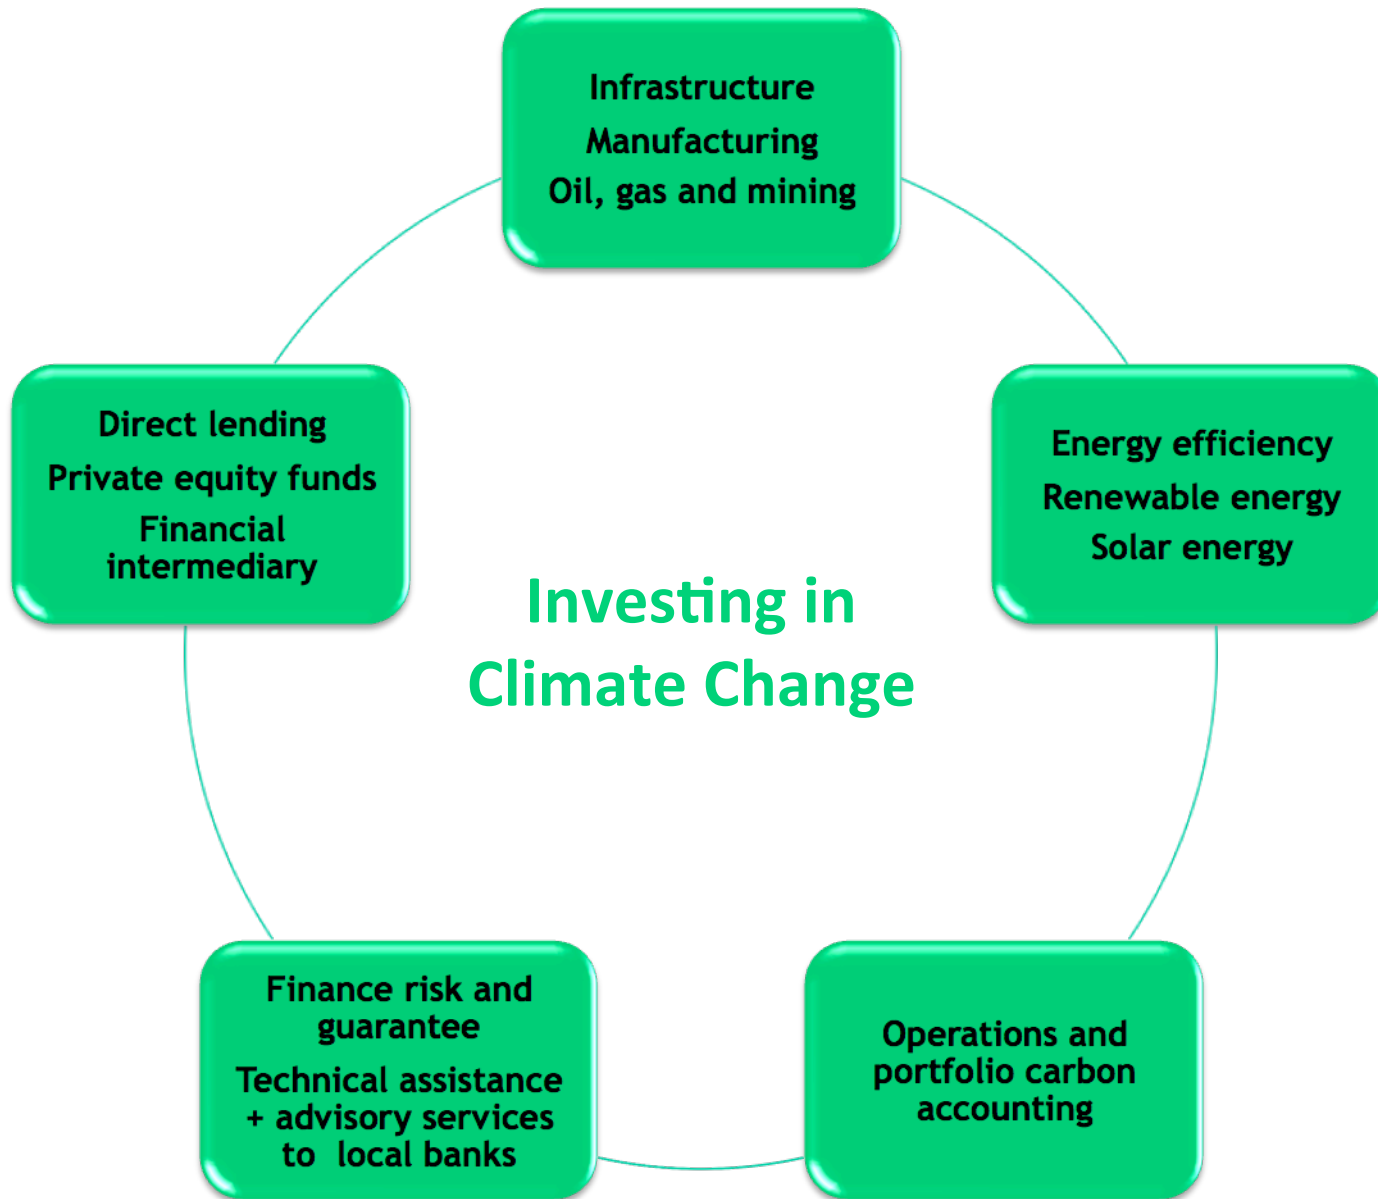 Infrastructure
Manufacturing
Oil, gas and mining
Direct lending
Private equity funds
Financial
intermediary
Energy efficiency
Renewable energy
Solar energy
Investing in
Climate Change
Finance risk and
guarantee
Technical assistance
+ advisory services
to local banks
Operations and
portfolio carbon
accounting